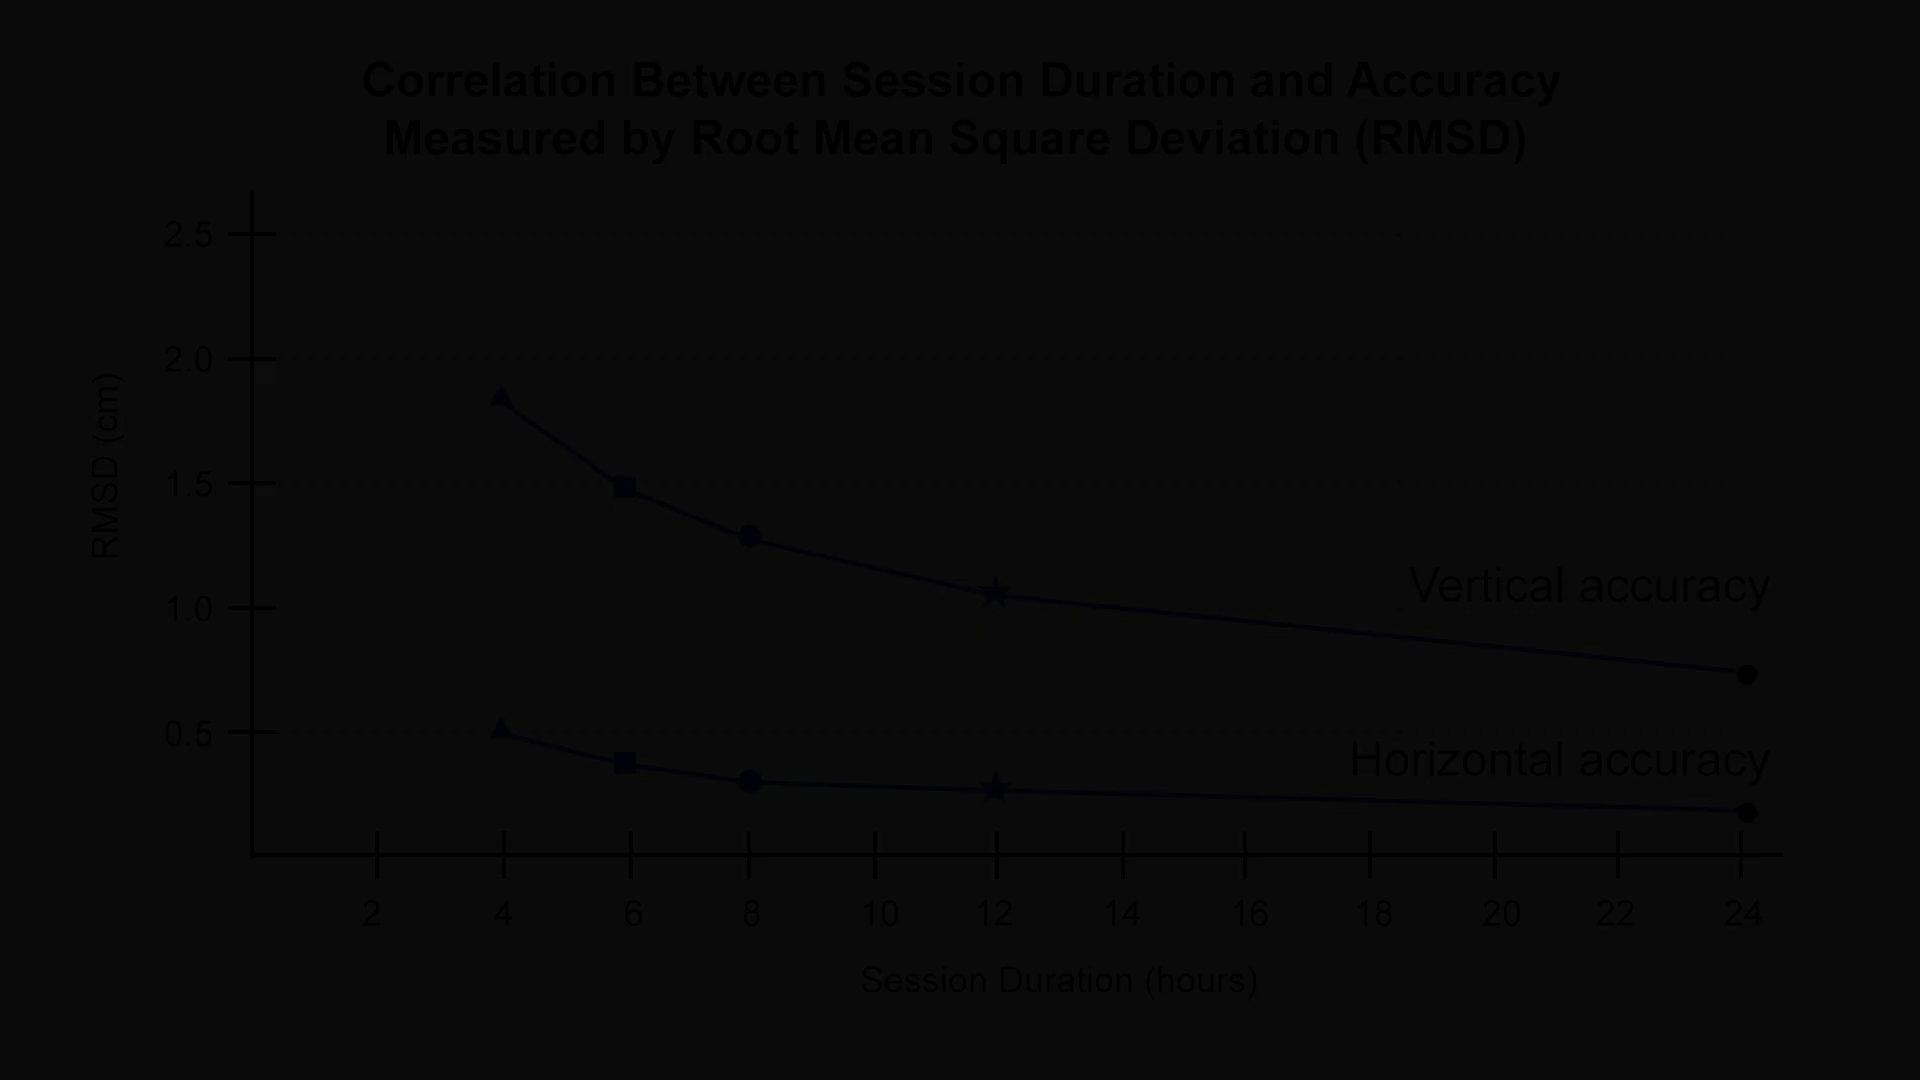 Correlation Between Session Duration and Accuracy
Measured by Root Mean Square Deviation (RMSD)
2.5
2.0
1.5
1.0
0.5
RMSD (cm)
Vertical accuracy
Horizontal accuracy
2 4 6 8 10 12 14 16 18 20 22 24
Session Duration (hours)